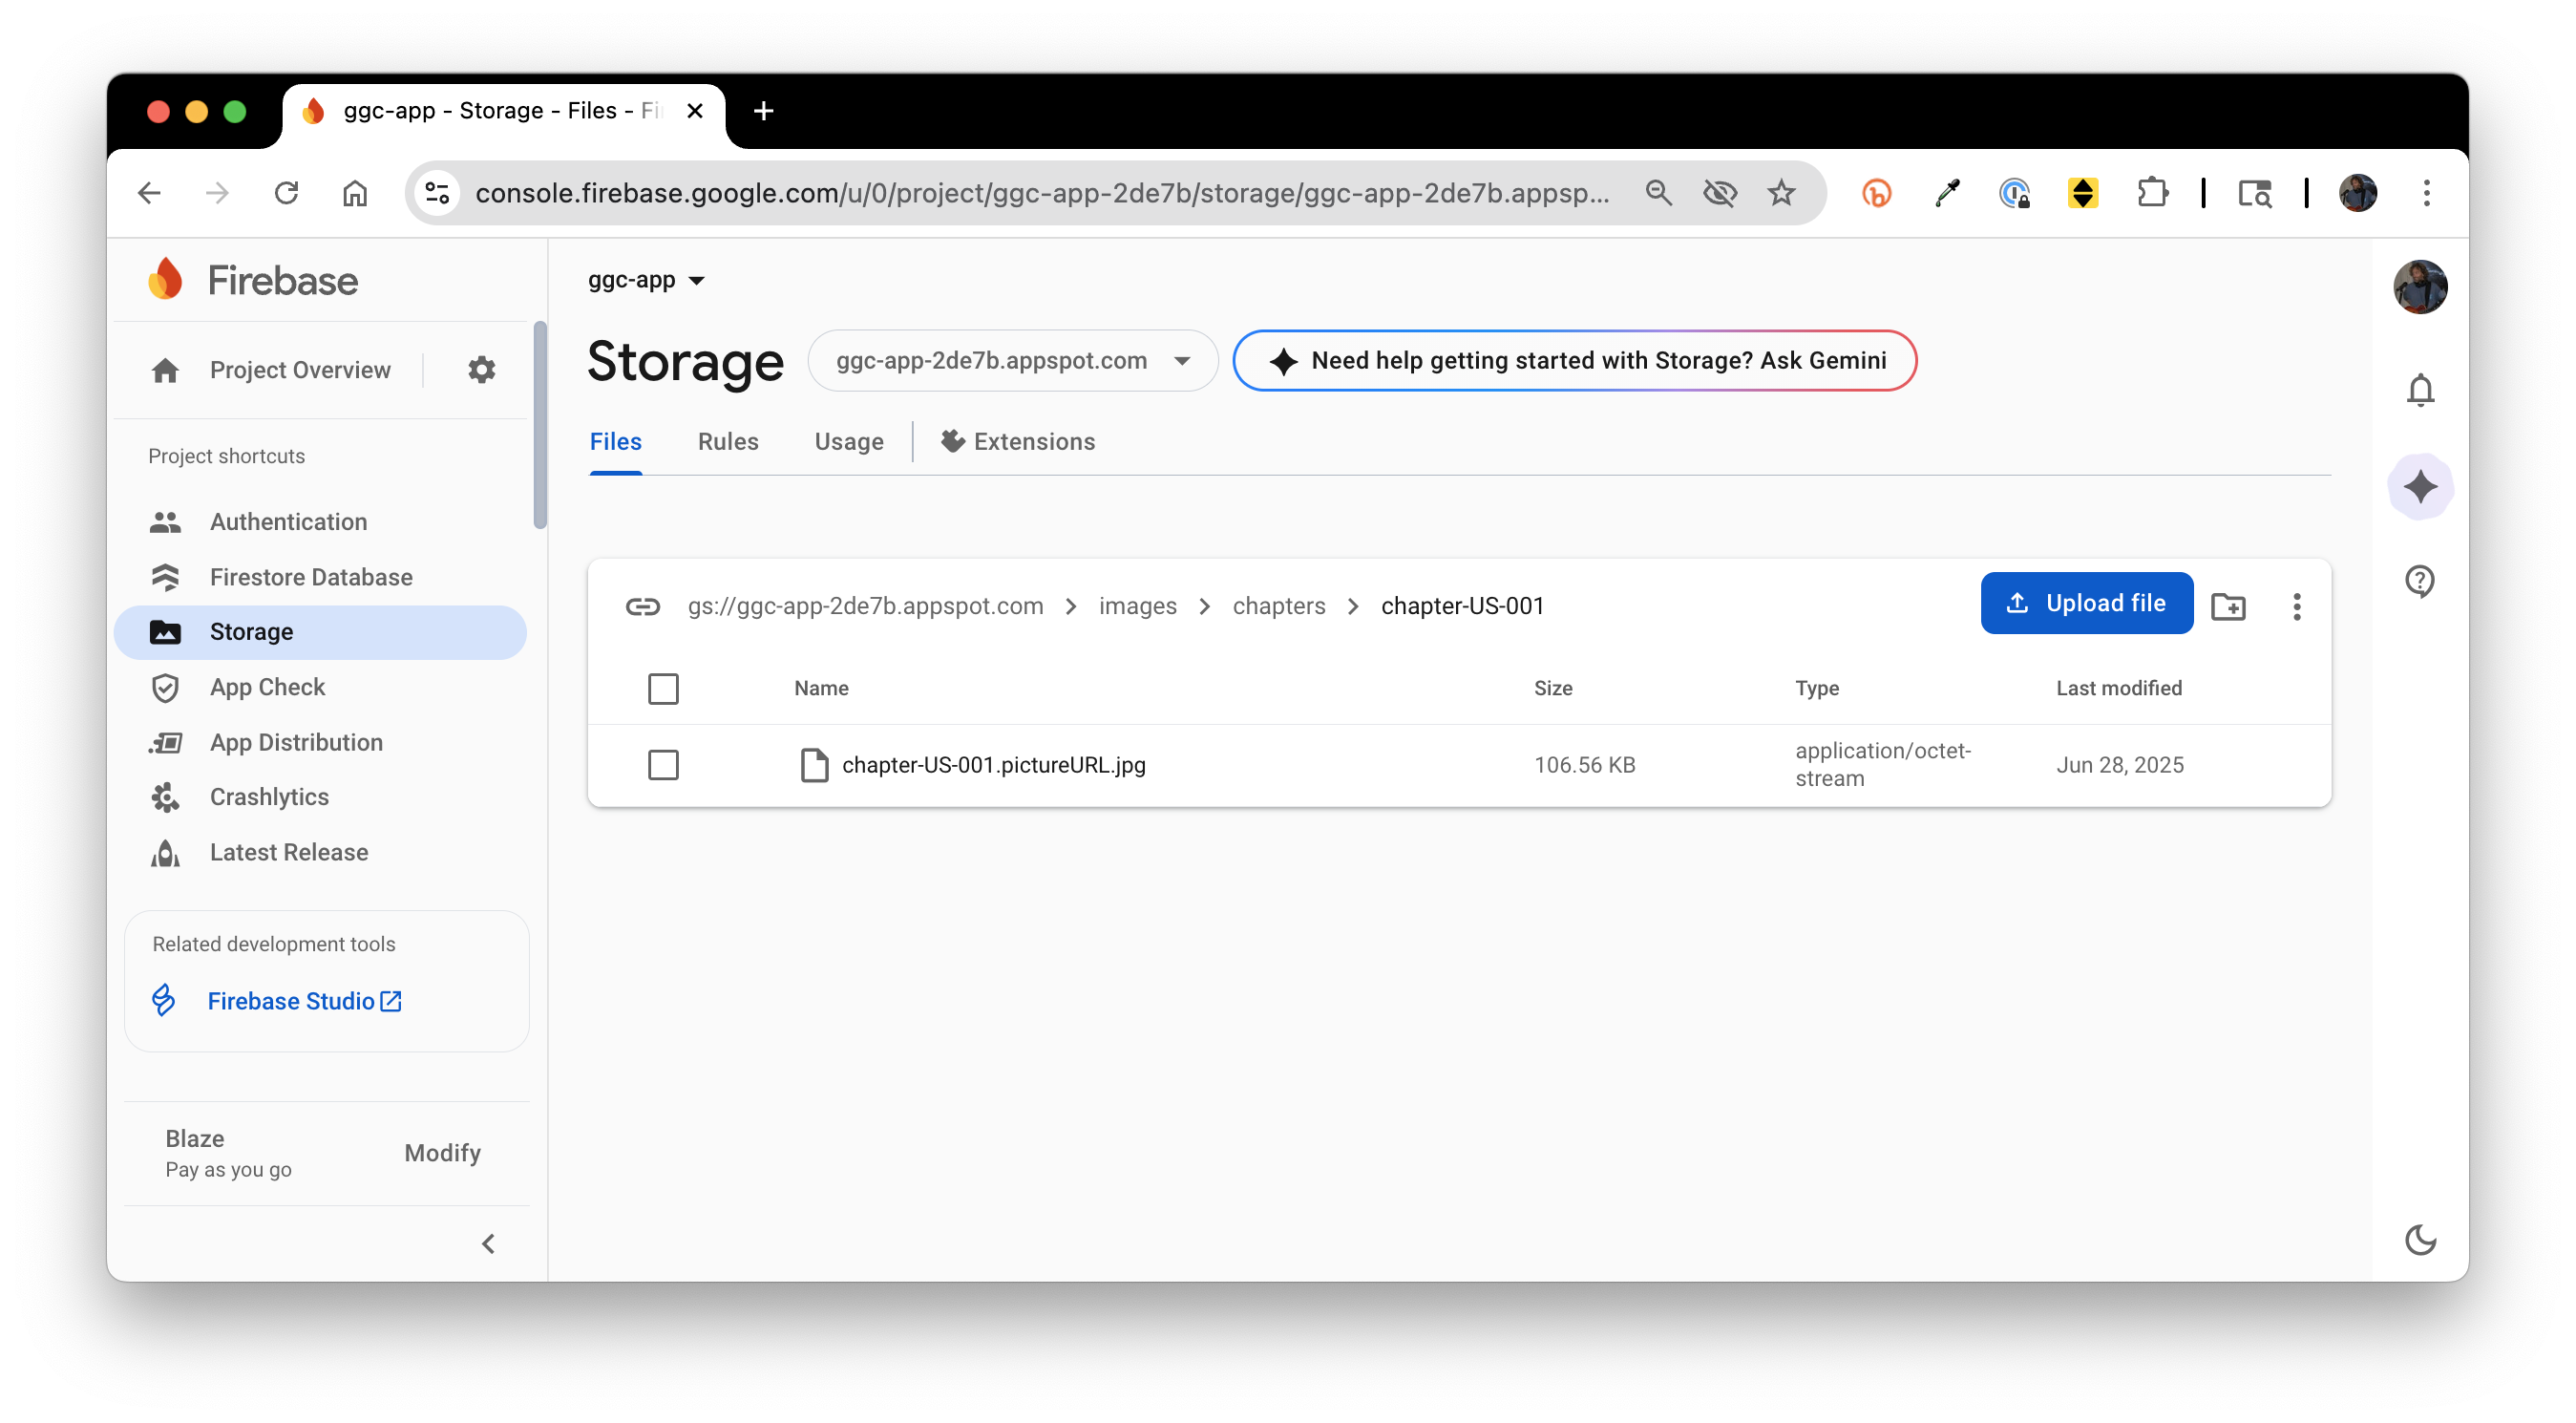 ggc-app - Storage - Files - Fi
console.firebase.google.com/u/0/project/ggc-app-2de7b/storage/ggc-app-2de7b.appsp...
Firebase
Project Overview
Project shortcuts
Authentication
Firestore Database
Storage
App Check
App Distribution
Crashlytics
Latest Release
Related development tools
Firebase Studio
Blaze
Pay as you go
Modify
ggc-app
Storage
ggc-app-2de7b.appspot.com
Need help getting started with Storage? Ask Gemini
Files
Rules
Usage
Extensions
gs://ggc-app-2de7b.appspot.com
images
chapters
chapter-US-001
Upload file
Name
Size
Type
Last modified
chapter-US-001.pictureURL.jpg
106.56 KB
application/octet-
stream
Jun 28, 2025